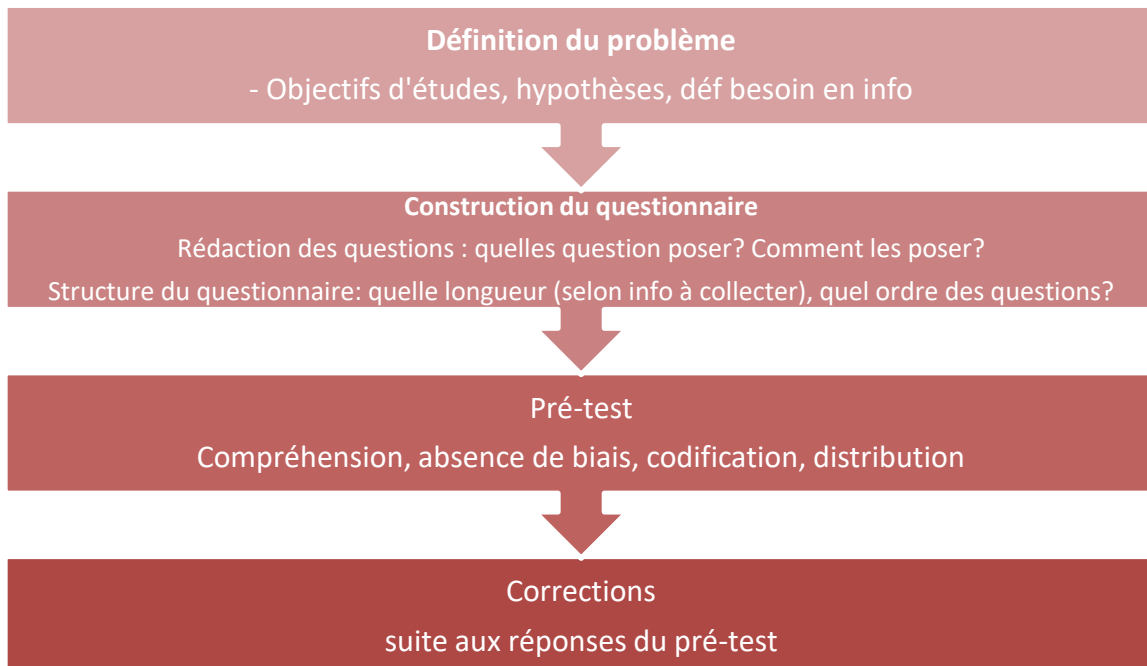 Définition du problème
- Objectifs d'études, hypothèses, déf besoin en info
Construction du questionnaire
Rédaction des questions : quelles question poser? Comment les poser?
Structure du questionnaire: quelle longueur (selon info à collecter), quel ordre des questions?
Pré-test
Compréhension, absence de biais, codification, distribution
Corrections
suite aux réponses du pré-test